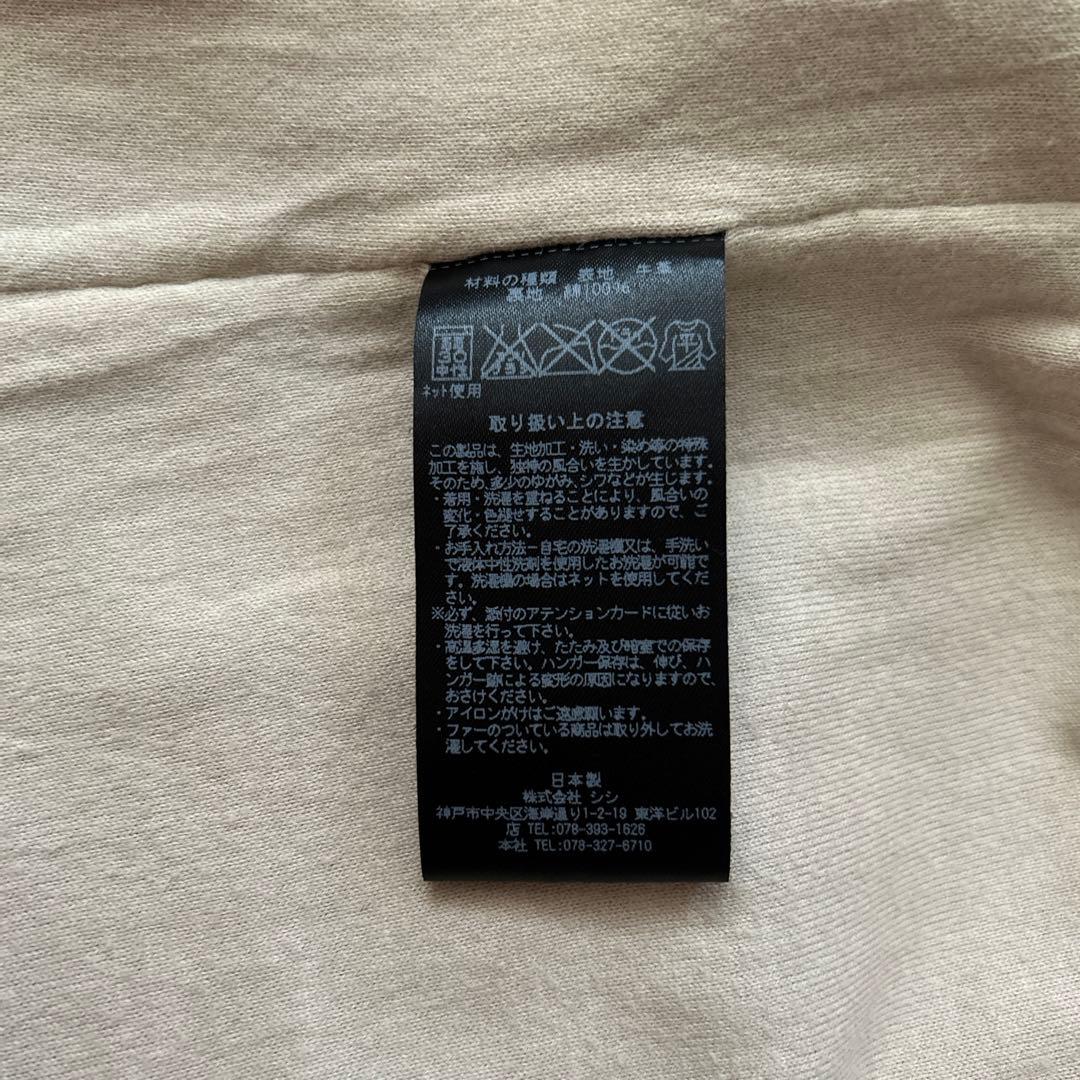 材料の種類 表地 牛革
裏地 綿100%
30
中性
平
ネット使用
取り扱い上の注意
この製品は、生地加工・洗い・染め等の特殊
加工を施し、独特の風合いを生かしています。
そのため、多少のゆがみ、シワなどが生じます。
・着用・洗濯を重ねることにより、風合いの
変化・色褪せすることがありますので、ご
了承ください。
・お手入れ方法－自宅の洗濯機又は、手洗い
で液体中性洗剤を使用したお洗濯が可能で
す。洗濯機の場合はネットを使用してくだ
さい。
※必ず、添付のアテンションカードに従いお
洗濯を行って下さい。
・高温多湿を避け、たたみ及び暗室での保存
をして下さい。ハンガー保存は、伸び、ハ
ンガー跡による変形の原因になりますので、
おさけください。
・アイロンがけはご遠慮願います。
・ファーのついている商品は取り外してお洗
濯してください。
日本製
株式会社 シシ
神戸市中央区海岸通り1-2-19 東洋ビル102
店 TEL:078-393-1626
本社 TEL:078-327-6710